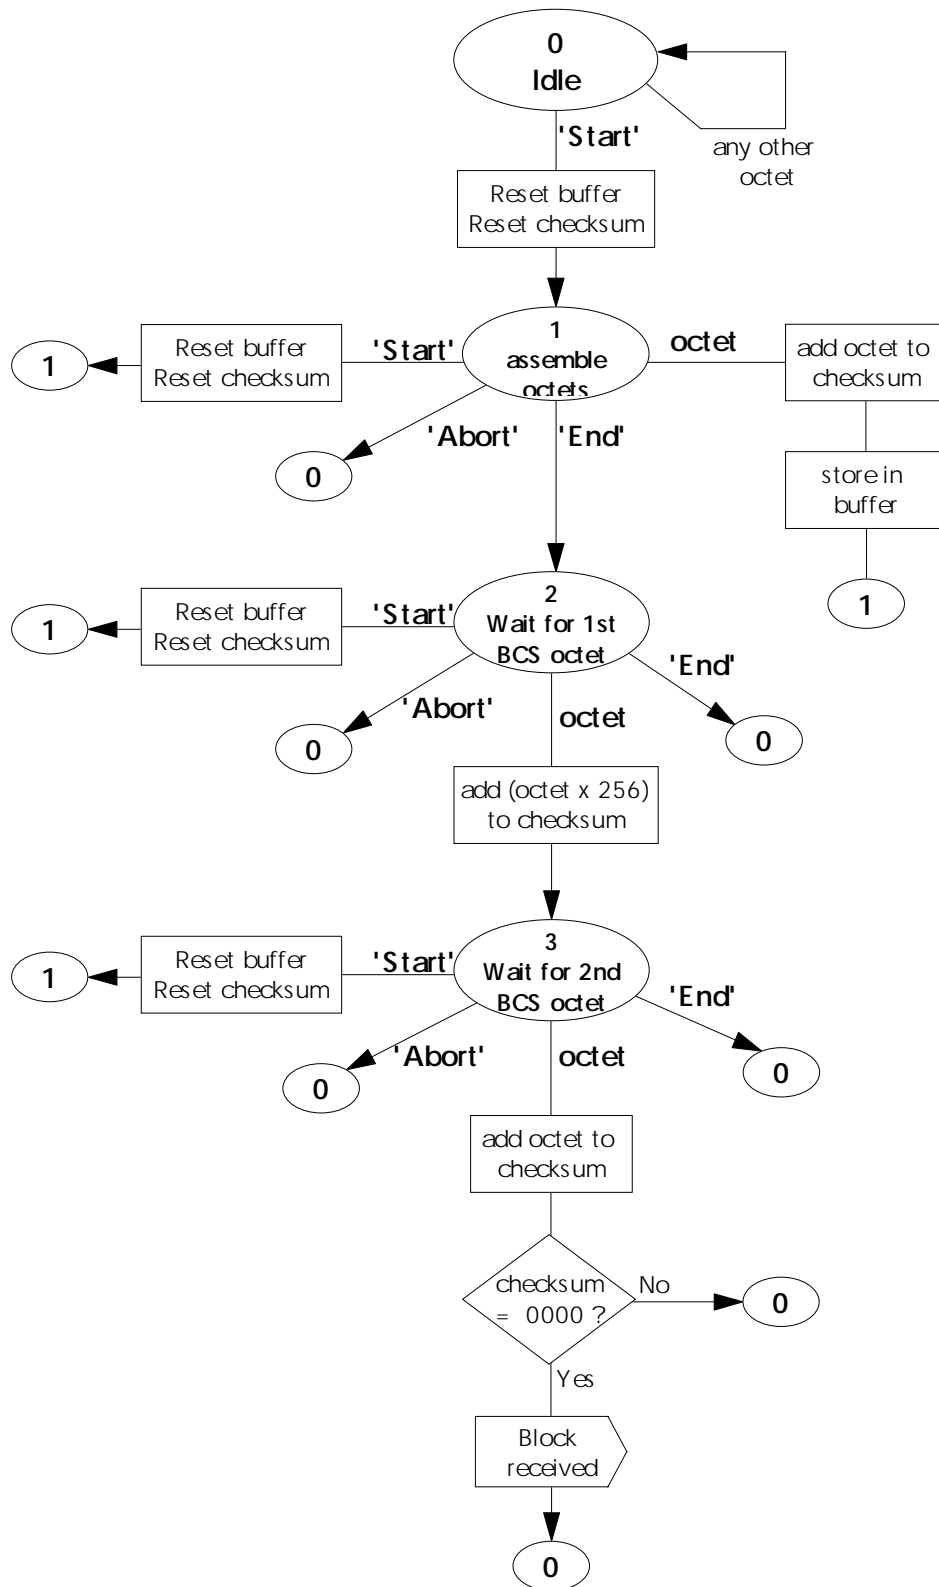 0
Idle
'Start'
any other
octet
Reset buffer
Reset checksum
1
Reset buffer
Reset checksum
'Start'
1
assemble
octets
octet
add octet to
checksum
'Abort'
'End'
0
store in
buffer
1
1
Reset buffer
Reset checksum
'Start'
2
Wait for 1st
BCS octet
'End'
'Abort'
octet
0
0
add (octet x 256)
to checksum
1
Reset buffer
Reset checksum
'Start'
3
Wait for 2nd
BCS octet
'End'
'Abort'
octet
0
0
add octet to
checksum
checksum
= 0000 ?
No
0
Yes
Block
received
0